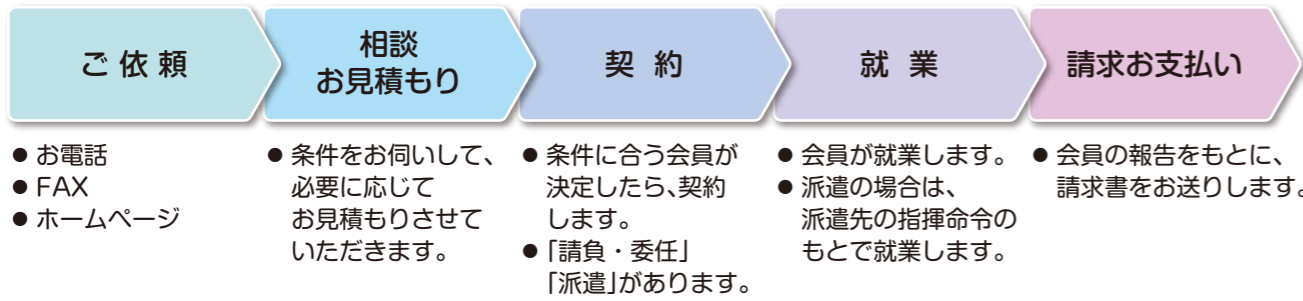 ご依頼
相談
お見積もり
契約
就業
請求お支払い
● お電話
● FAX
● ホームページ
● 条件をお伺いして、
必要に応じて
お見積もりさせて
いただきます。
● 条件に合う会員が
決定したら、契約
します。
● 「請負・委任」
「派遣」があります。
● 会員が就業します。
● 派遣の場合は、
派遣先の指揮命令の
もとで就業します。
● 会員の報告をもとに、
請求書をお送りします。